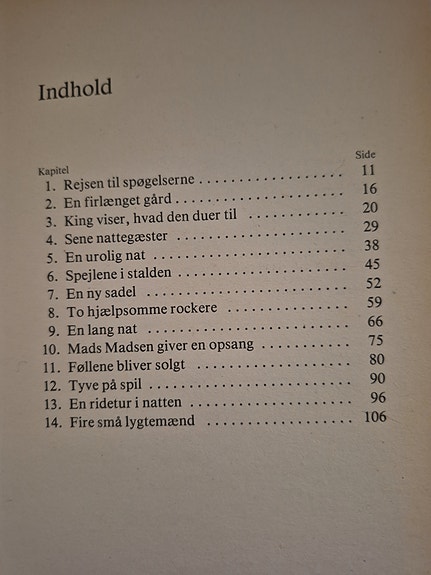 Indhold
Kapitel Side
1. Rejsen til spøgelserne . . . . . . . . . . . . . . . . . . . . 11
2. En firlænget gård . . . . . . . . . . . . . . . . . . . . . . . . 16
3. King viser, hvad den duer til . . . . . . . . . . . . . 20
4. Sene nattegæster . . . . . . . . . . . . . . . . . . . . . . . . 29
5. En urolig nat . . . . . . . . . . . . . . . . . . . . . . . . . . . 38
6. Spejlene i stalden . . . . . . . . . . . . . . . . . . . . . . . 45
7. En ny sadel . . . . . . . . . . . . . . . . . . . . . . . . . . . . 52
8. To hjælpsomme rockere . . . . . . . . . . . . . . . . . 59
9. En lang nat . . . . . . . . . . . . . . . . . . . . . . . . . . . . 66
10. Mads Madsen giver en opsang . . . . . . . . . . . . 75
11. Føllene bliver solgt . . . . . . . . . . . . . . . . . . . . . 80
12. Tyve på spil . . . . . . . . . . . . . . . . . . . . . . . . . . . 90
13. En ridetur i natten . . . . . . . . . . . . . . . . . . . . . . 96
14. Fire små lygtemænd . . . . . . . . . . . . . . . . . . . . 106